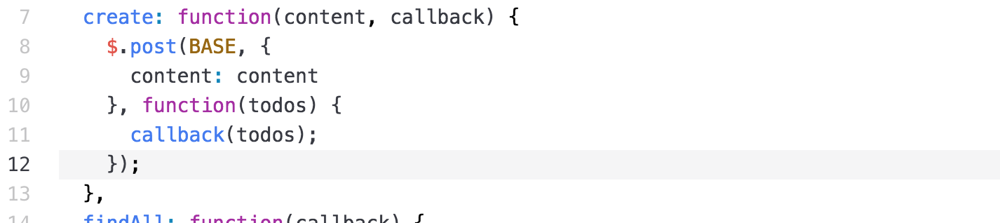 7 create: function(content, callback) {
8 $.post(BASE, {
9 content: content
10 }, function(todos) {
11 callback(todos);
12 });
13 },
14 findAll: function(callback) {